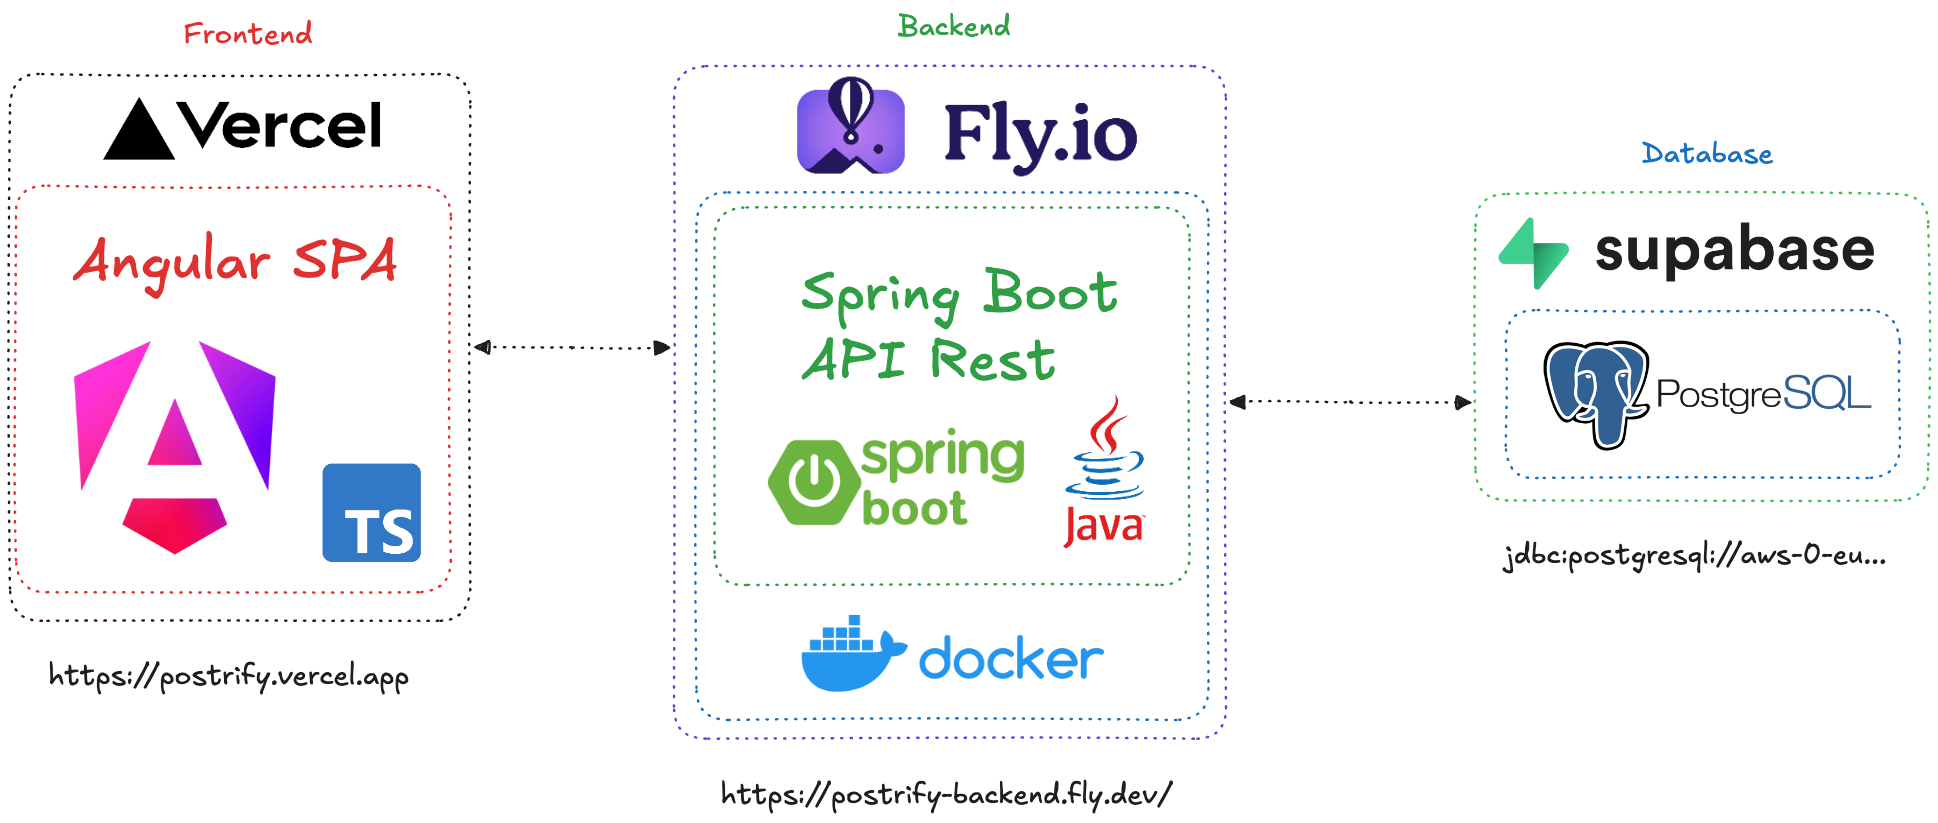 Frontend
Vercel
Angular SPA
TS
https://postrify.vercel.app
Backend
Fly.io
Spring Boot
API Rest
spring
boot
Java
docker
https://postrify-backend.fly.dev/
Database
supabase
PostgreSQL
jdbc:postgresql://aws-0-eu...